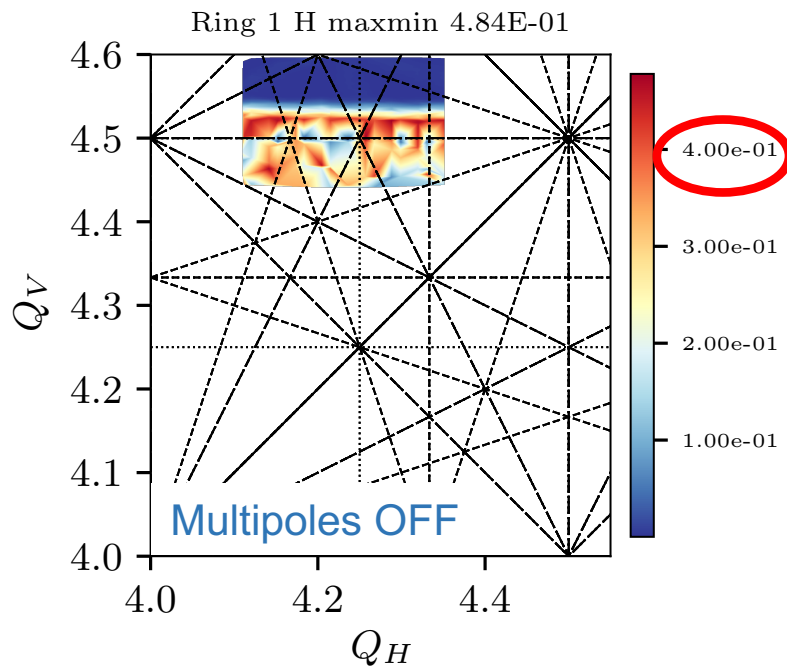 Ring 1 H maxmin 4.84E-01
4.6
4.5
4.4
4.3
4.2
4.1
4.0
Q_V
4.0 4.2 4.4
Q_H
Multipoles OFF
4.00e-01
3.00e-01
2.00e-01
1.00e-01